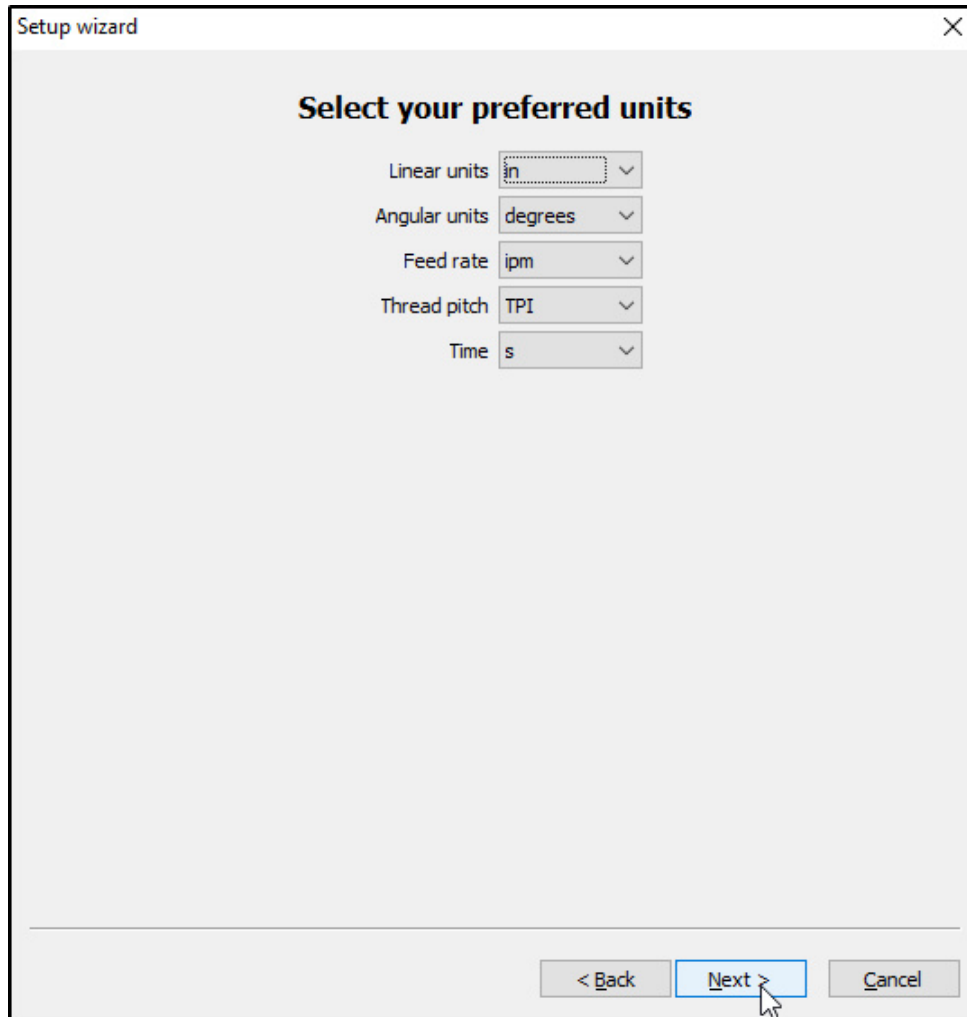 Setup wizard
Select your preferred units
Linear units in
Angular units degrees
Feed rate ipm
Thread pitch TPI
Time s
< Back Next > Cancel